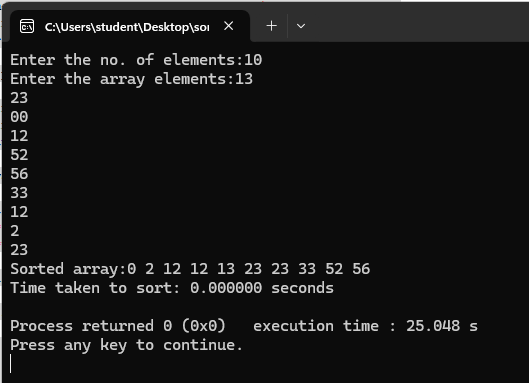 C:\Users\student\Desktop\sor
Enter the no. of elements:10
Enter the array elements:13
23
00
12
52
56
33
12
2
23
Sorted array:0 2 12 12 13 23 23 33 52 56
Time taken to sort: 0.000000 seconds
Process returned 0 (0x0)   execution time : 25.048 s
Press any key to continue.